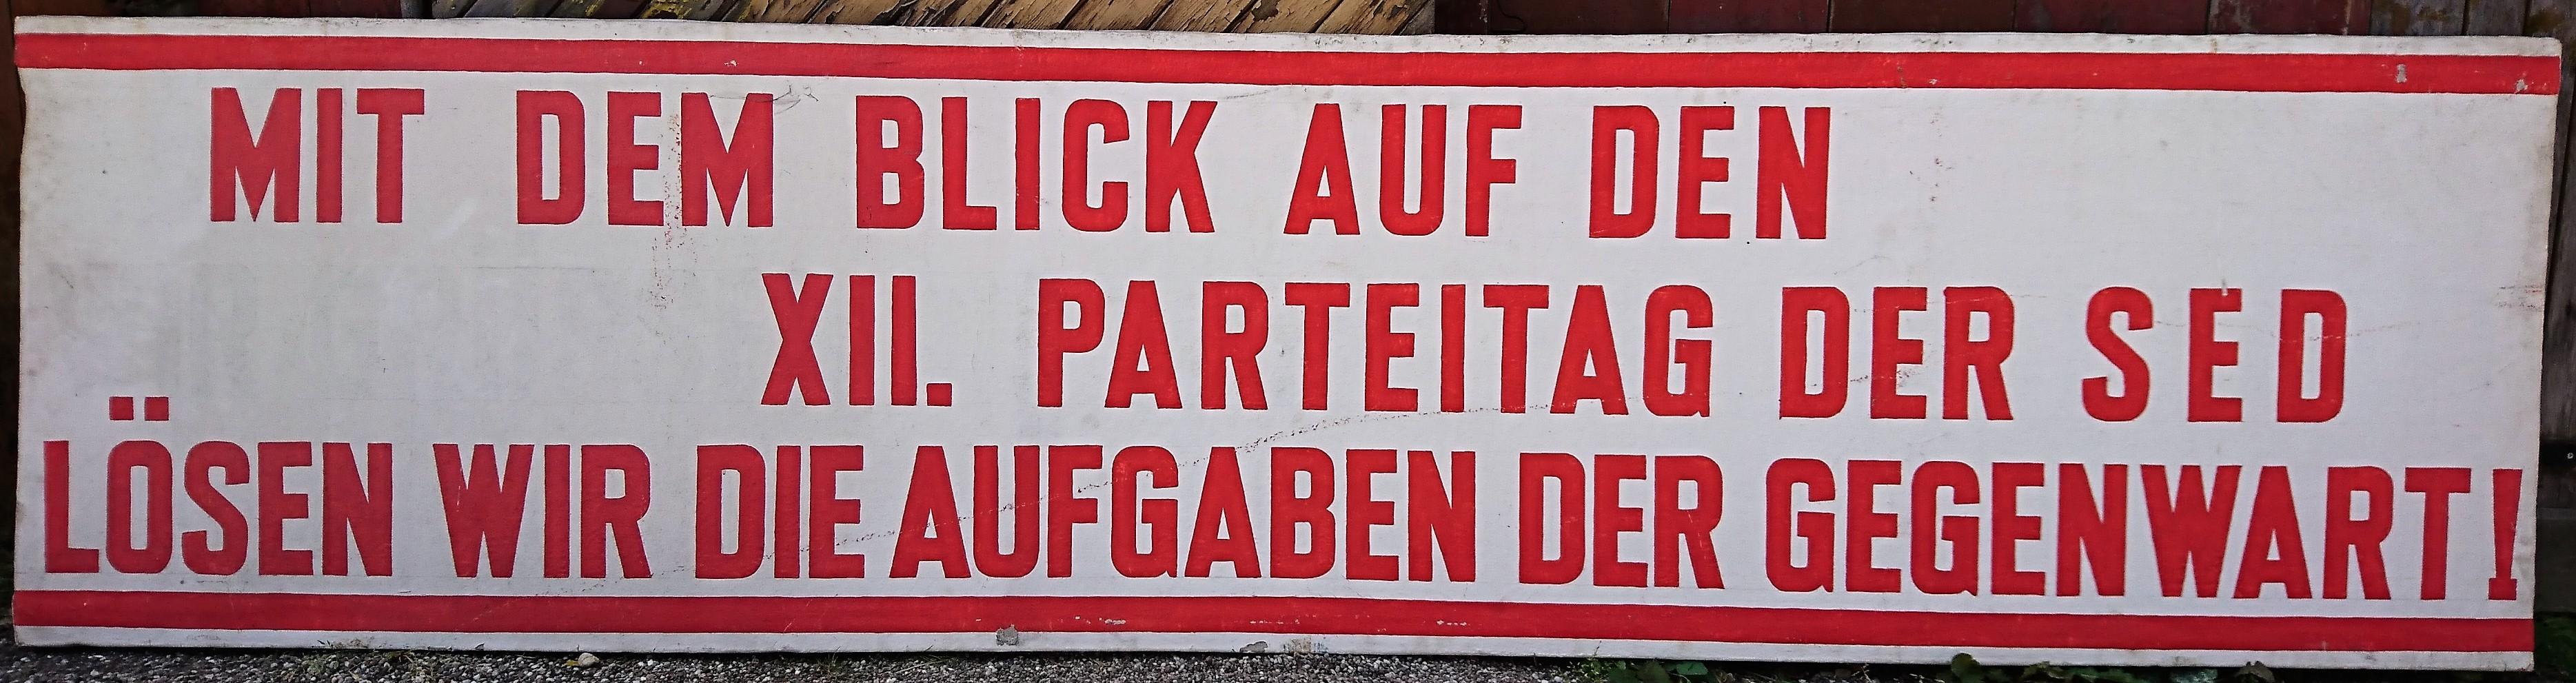 MIT DEM BLICK AUF DEN
XII. PARTEITAG DER SED
LÖSEN WIR DIE AUFGABEN DER GEGENWART!